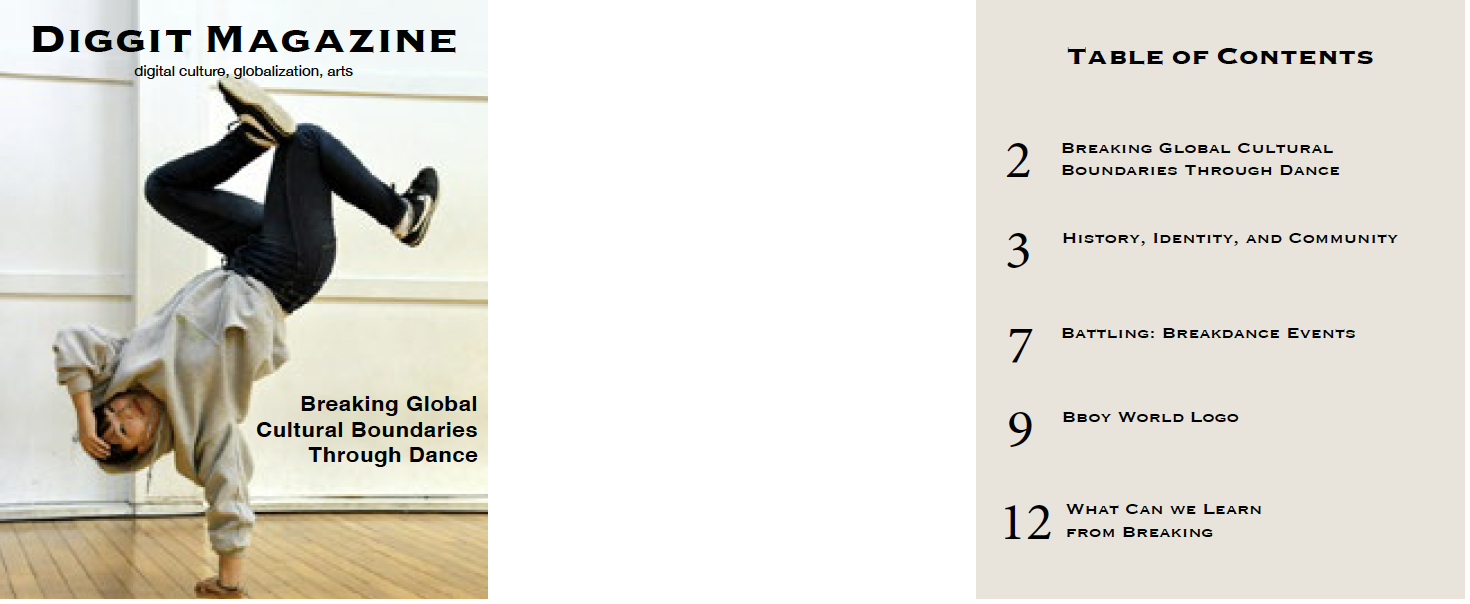 Diggit Magazine
digital culture, globalization, arts
Breaking Global
Cultural Boundaries
Through Dance
Table of Contents
2
Breaking Global Cultural
Boundaries Through Dance
3
History, Identity, and Community
7
Battling: Breakdance Events
9
Bboy World Logo
12
What Can we Learn
from Breaking